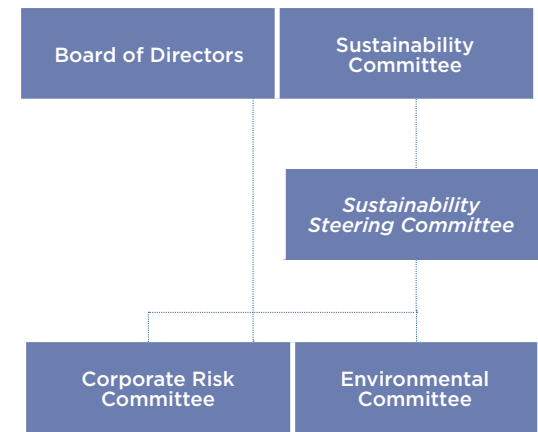 Board of Directors
Sustainability
Committee
Sustainability
Steering Committee
Corporate Risk
Committee
Environmental
Committee